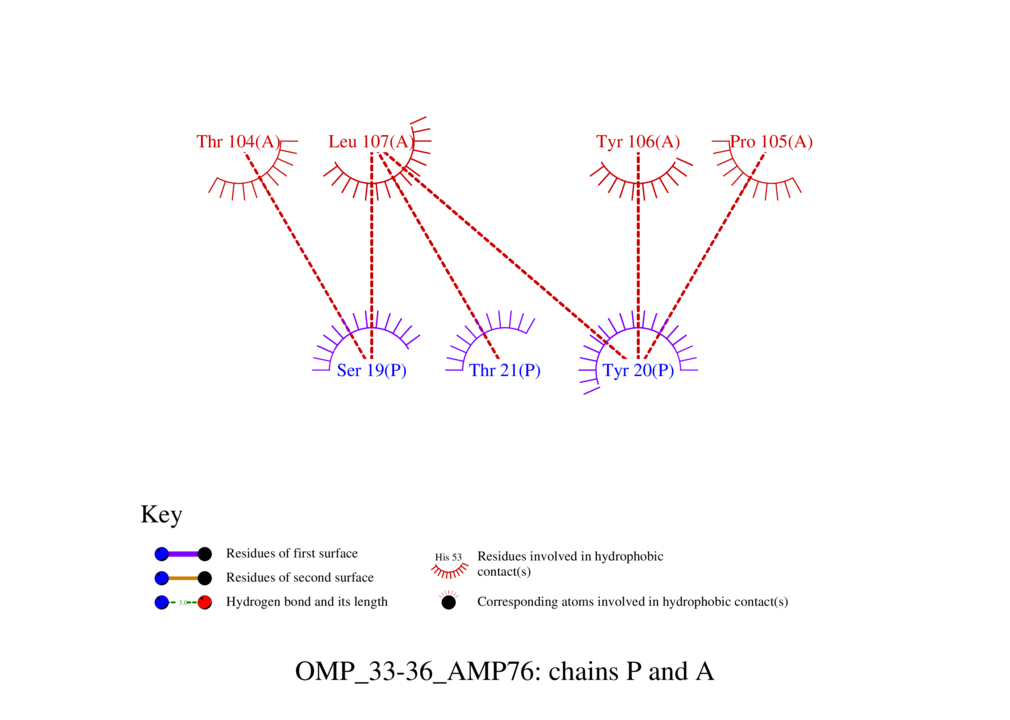 Thr 104(A) Leu 107(A) Tyr 106(A) Pro 105(A)
Ser 19(P) Thr 21(P) Tyr 20(P)
Key
Residues of first surface
Residues of second surface
3.0 Hydrogen bond and its length
His 53 Residues involved in hydrophobic
contact(s)
Corresponding atoms involved in hydrophobic contact(s)
OMP_33-36_AMP76: chains P and A